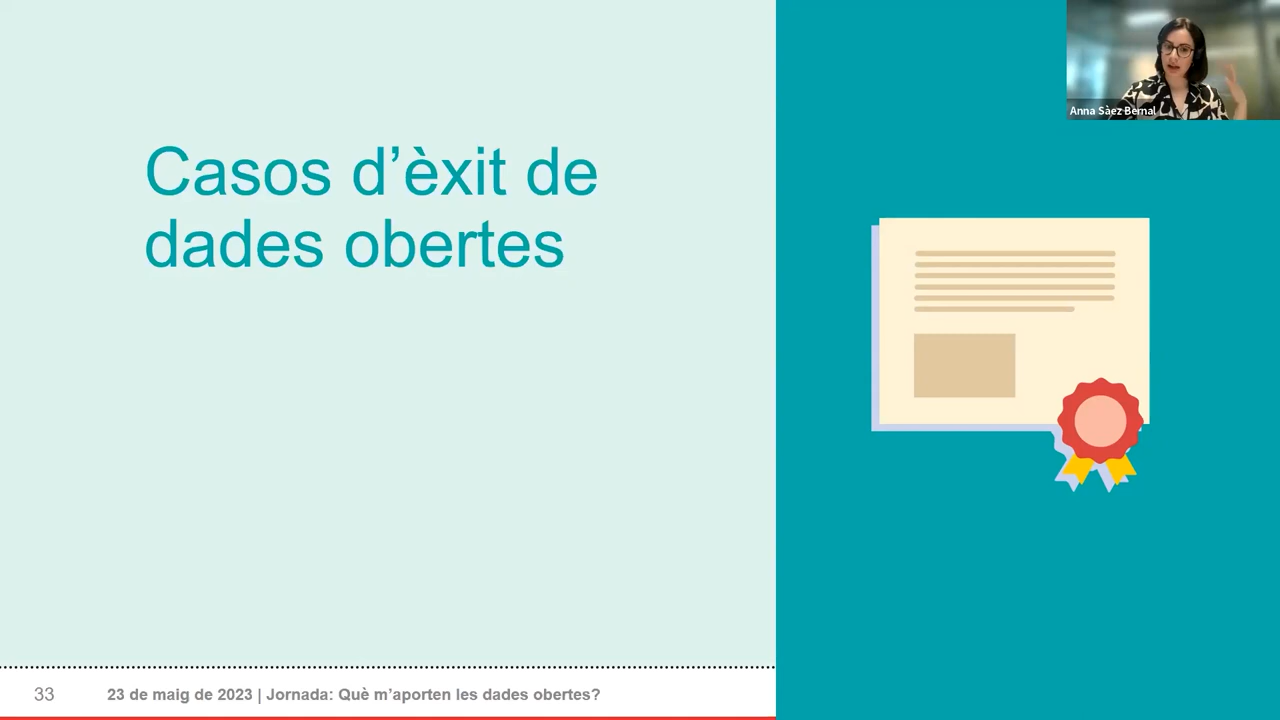 Casos d’èxit de
dades obertes
Anna Sàez Bernal
33
23 de maig de 2023 | Jornada: Què m’aporten les dades obertes?